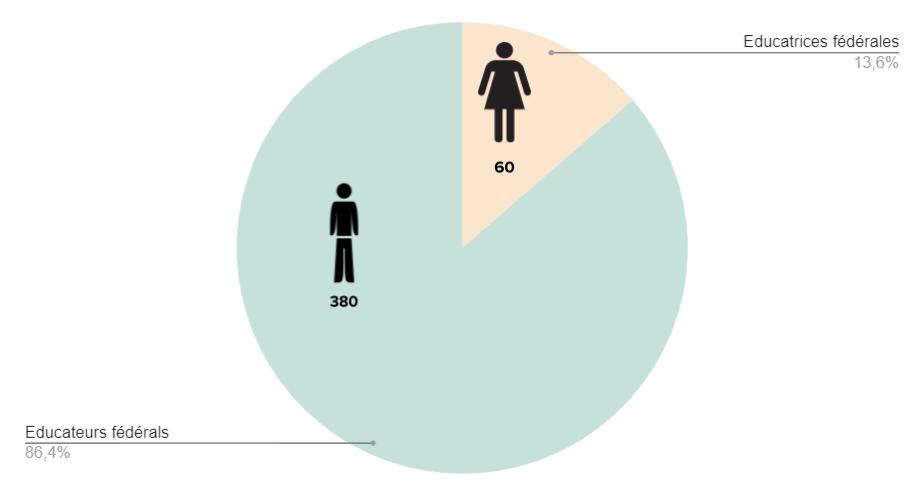 Educatrices fédérales
13,6%
60
380
Educateurs fédérals
86,4%